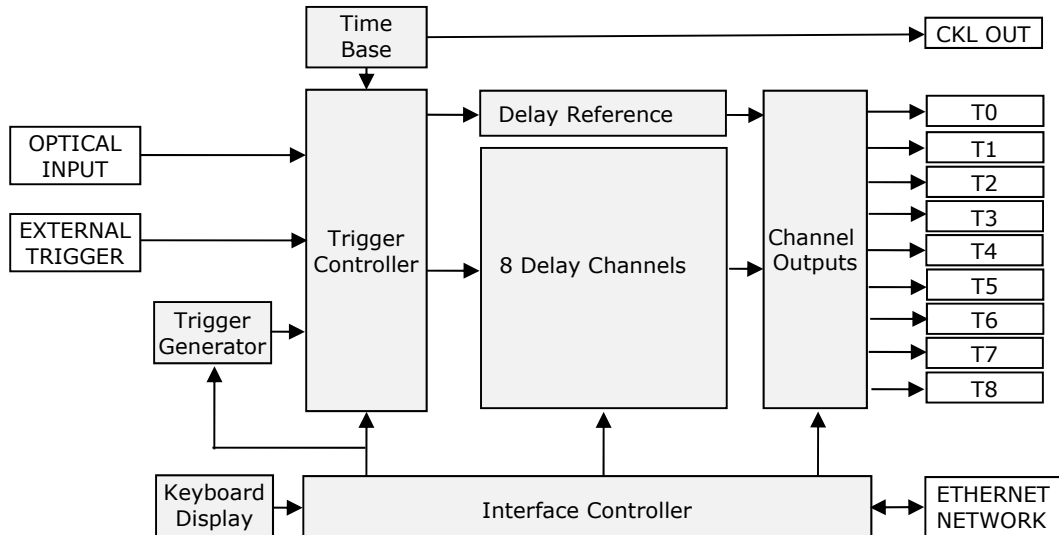 Time
Base
CKL OUT
Delay Reference
T0
OPTICAL
INPUT
T1
T2
T3
EXTERNAL
TRIGGER
Trigger
Controller
8 Delay Channels
Channel
Outputs
T4
T5
Trigger
Generator
T6
T7
T8
Keyboard
Display
Interface Controller
ETHERNET
NETWORK